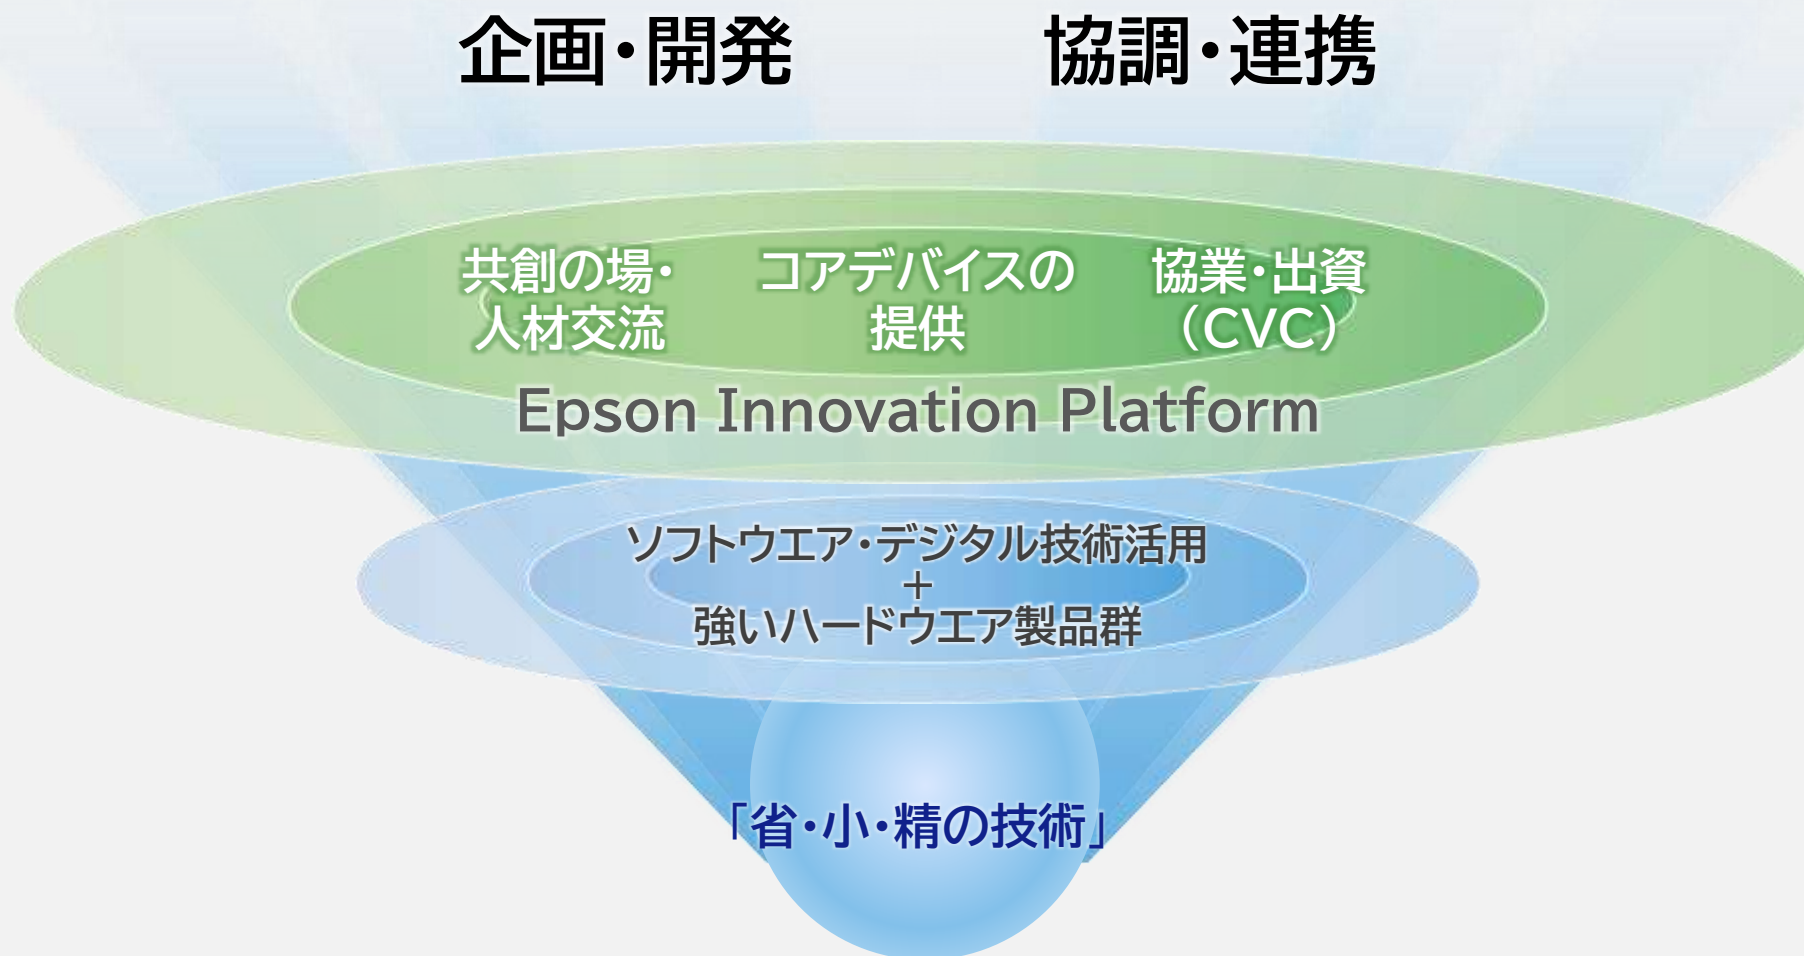 企画・開発 協調・連携
共創の場・ コアデバイスの 協業・出資
人材交流 提供 （CVC）
Epson Innovation Platform
ソフトウエア・デジタル技術活用
+
強いハードウエア製品群
「省・小・精の技術」